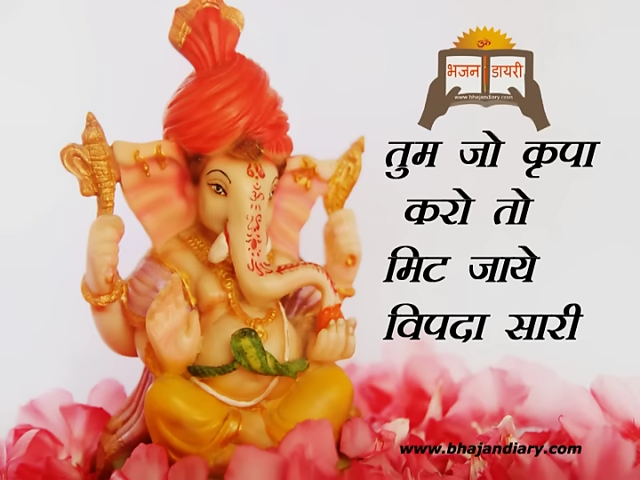 ॐ
भजन डायरी
www.bhajandiary.com
तुम जो कृपा
करो तो
मिट जाये
विपदा सारी
www.bhajandiary.com